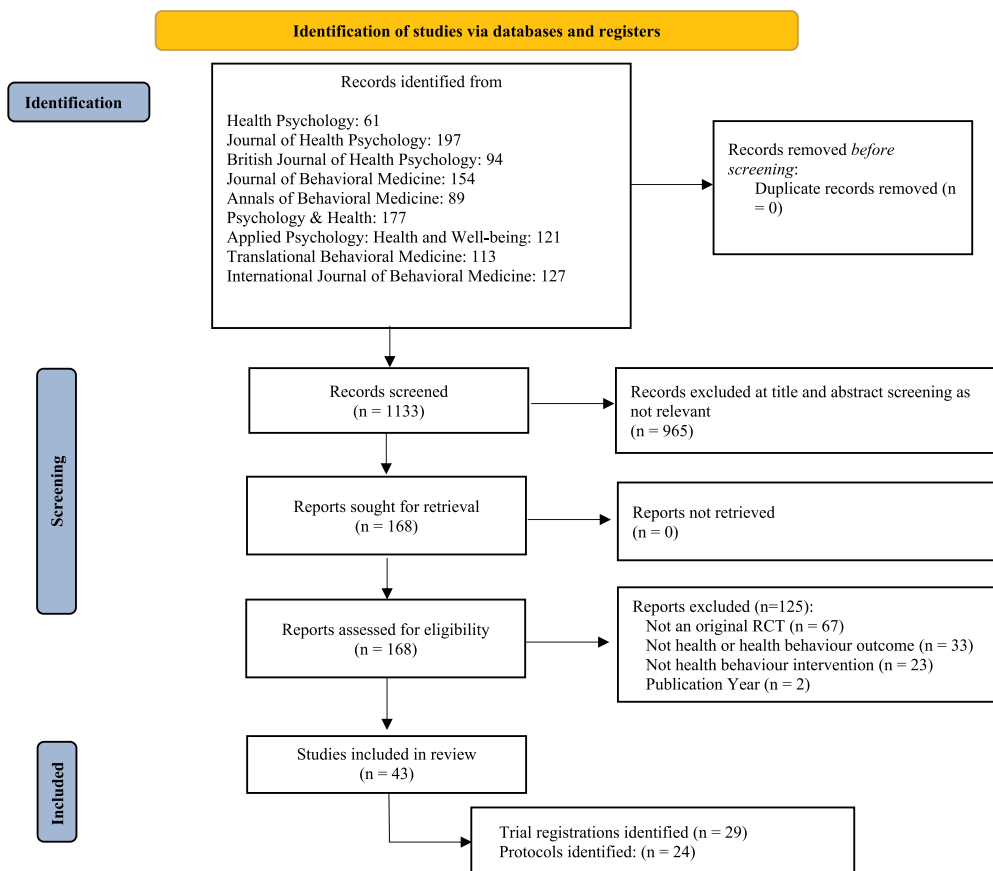 Identification of studies via databases and registers
Identification
Records identified from
Health Psychology: 61
Journal of Health Psychology: 197
British Journal of Health Psychology: 94
Journal of Behavioral Medicine: 154
Annals of Behavioral Medicine: 89
Psychology & Health: 177
Applied Psychology: Health and Well-being: 121
Translational Behavioral Medicine: 113
International Journal of Behavioral Medicine: 127
Records removed before
screening:
Duplicate records removed (n
= 0)
Screening
Records screened
(n = 1133)
Records excluded at title and abstract screening as
not relevant
(n = 965)
Reports sought for retrieval
(n = 168)
Reports not retrieved
(n = 0)
Reports assessed for eligibility
(n = 168)
Reports excluded (n=125):
Not an original RCT (n = 67)
Not health or health behaviour outcome (n = 33)
Not health behaviour intervention (n = 23)
Publication Year (n = 2)
Included
Studies included in review
(n = 43)
Trial registrations identified (n = 29)
Protocols identified: (n = 24)